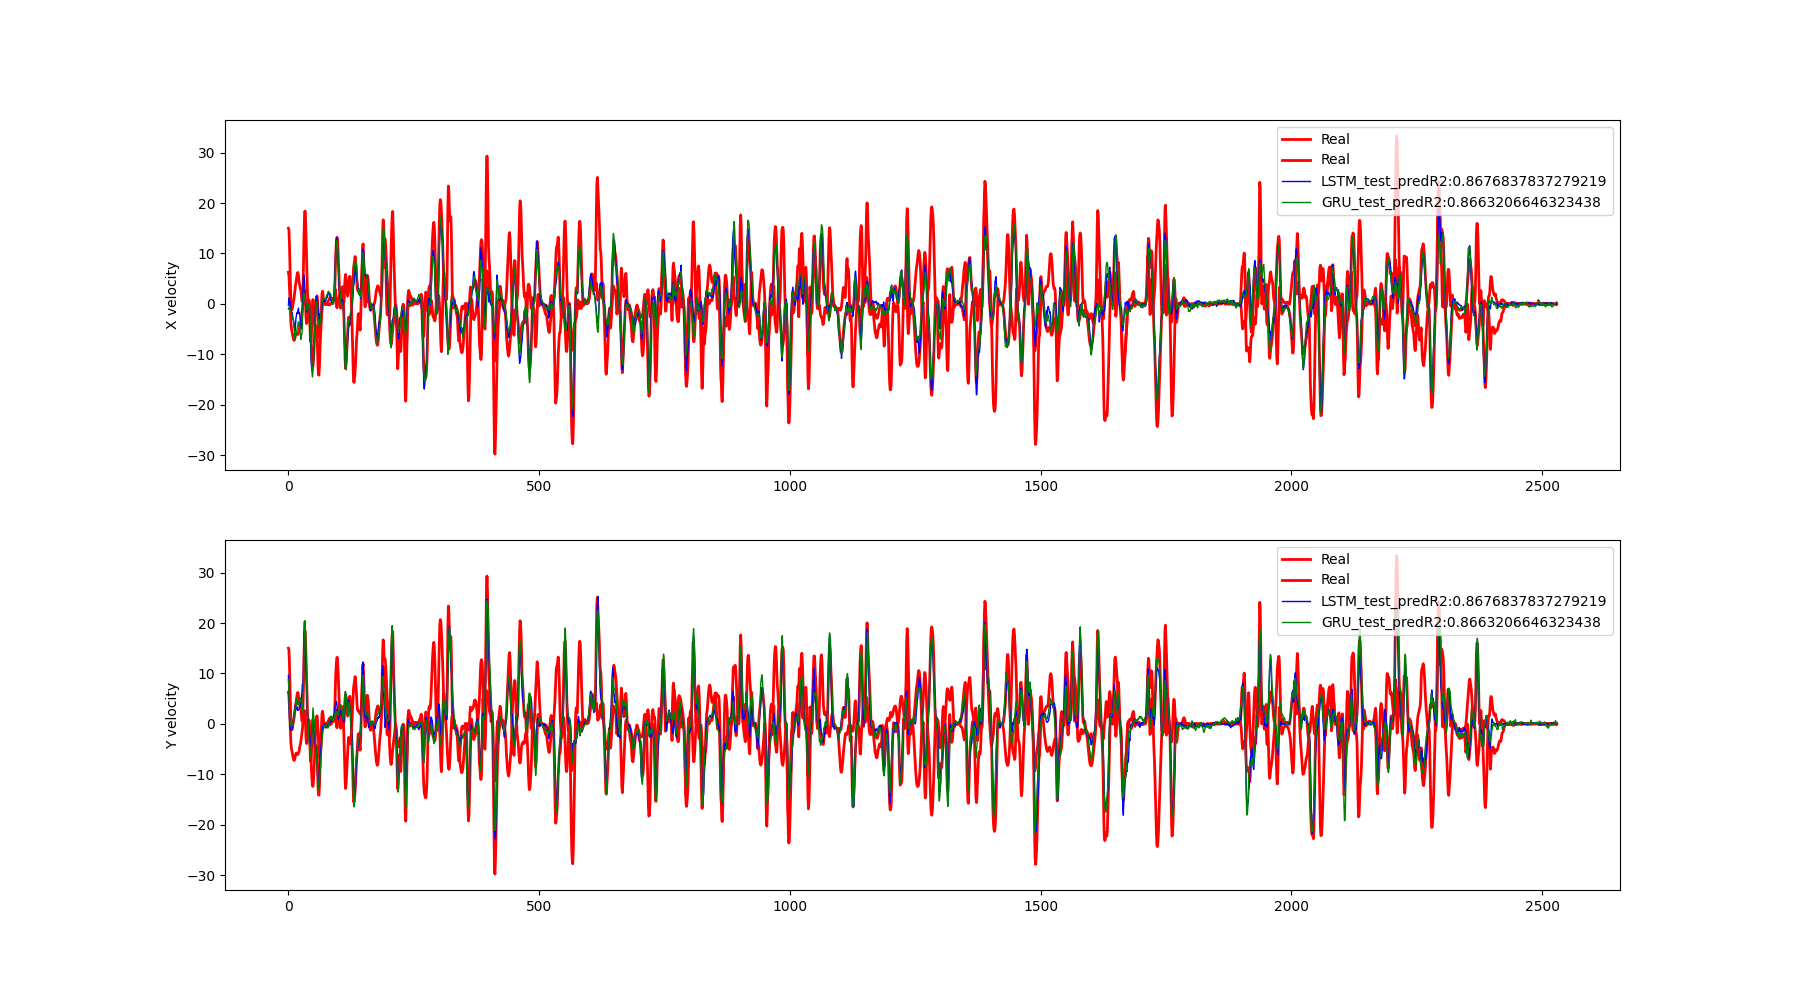 30
20
10
0
−10
−20
−30
X velocity
Real
Real
LSTM_test_predR2:0.8676837837279219
GRU_test_predR2:0.8663206646323438
0 500 1000 1500 2000 2500
30
20
10
0
−10
−20
−30
Y velocity
Real
Real
LSTM_test_predR2:0.8676837837279219
GRU_test_predR2:0.8663206646323438
0 500 1000 1500 2000 2500